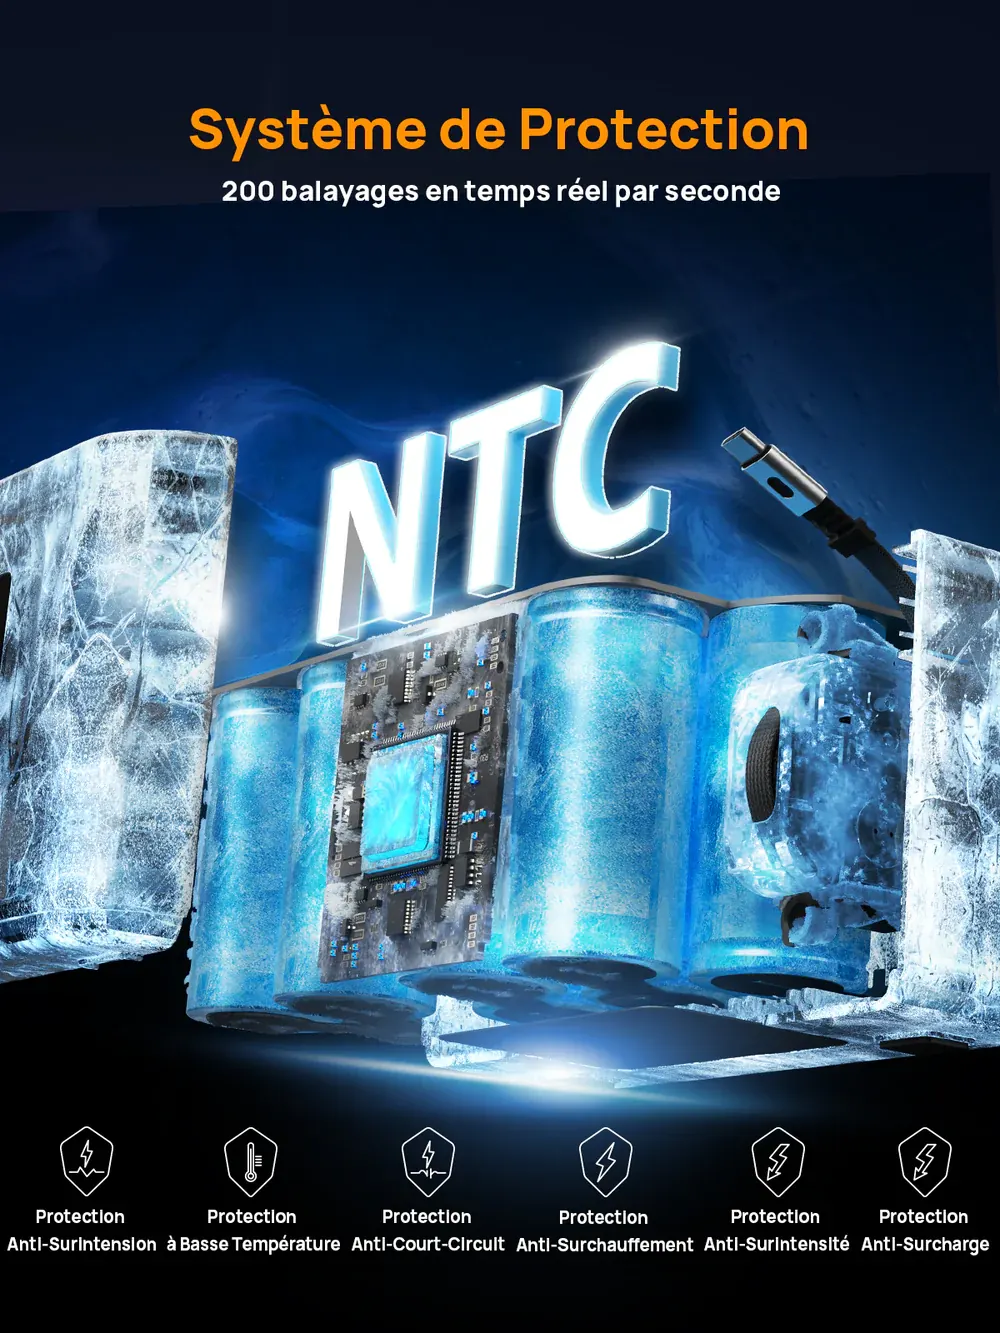 Système de Protection
200 balayages en temps réel par seconde
NTC
Protection
Anti-Surintension
Protection
à Basse Température
Protection
Anti-Court-Circuit
Protection
Anti-Surchauffement
Protection
Anti-Surintensité
Protection
Anti-Surcharge